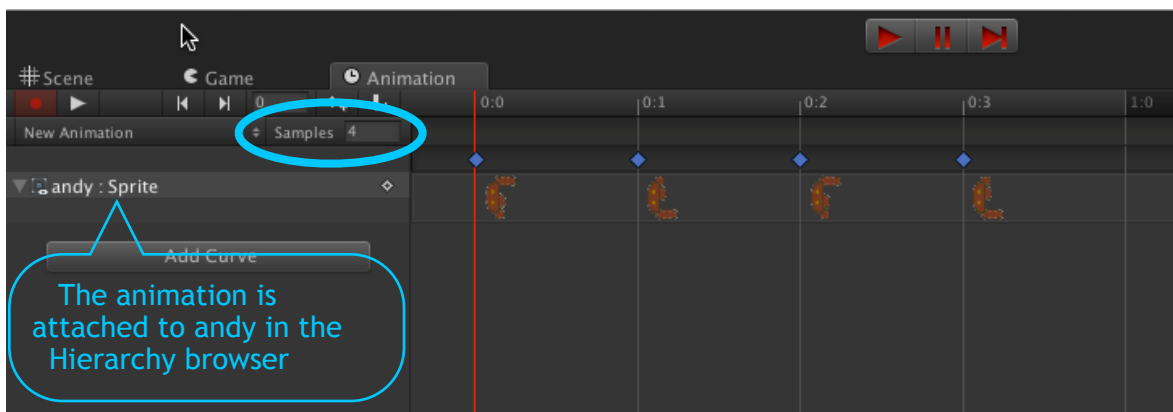 Scene Game Animation
0 0:0 0:1 0:2 0:3 1:0
New Animation Samples 4
andy : Sprite
Add Curve
The animation is
attached to andy in the
Hierarchy browser